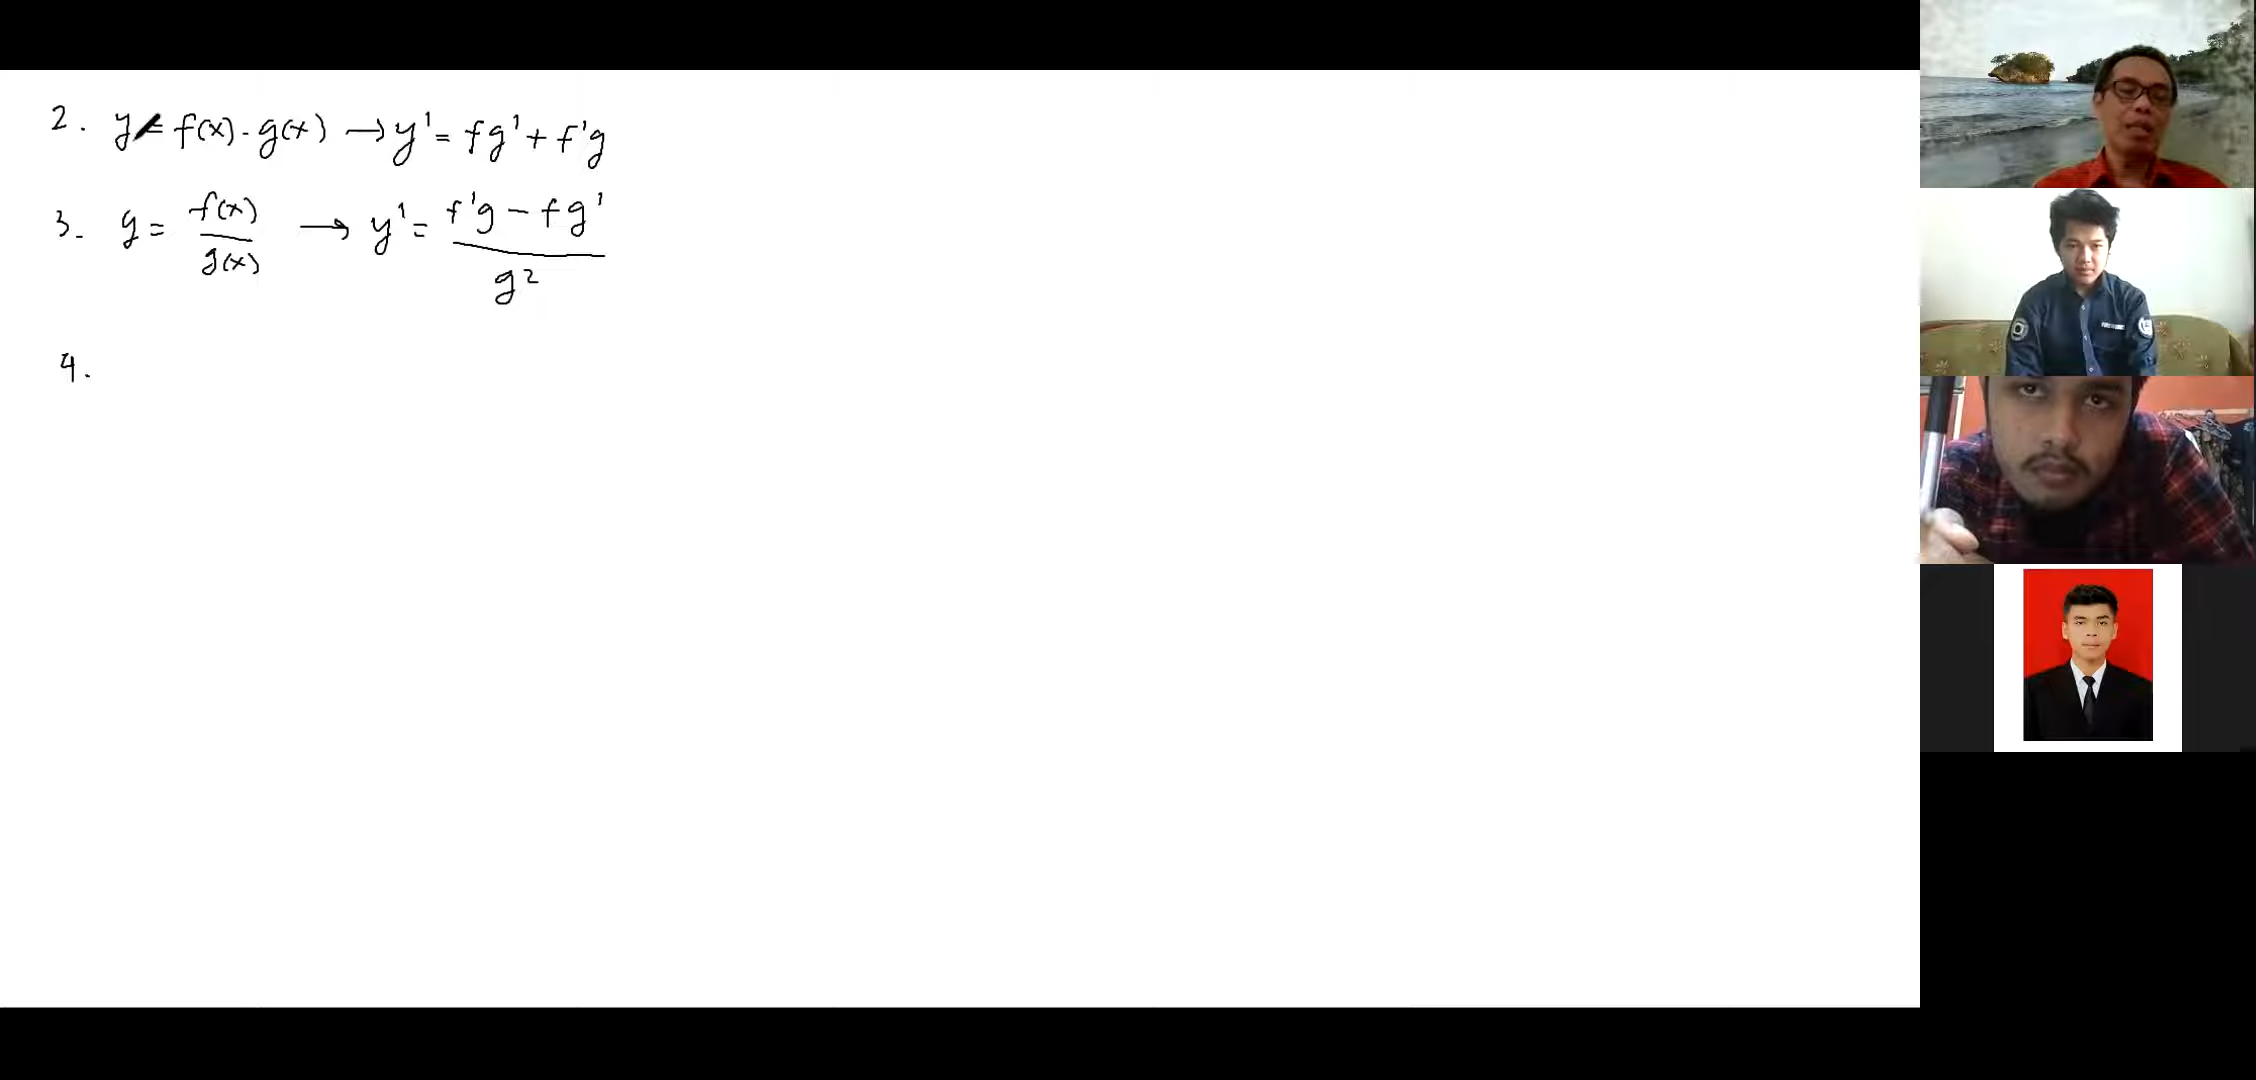 2. y = f(x) . g(x) → y' = fg' + f'g
3. y = f(x)/g(x) → y' = (f'g - fg')/g²
4.